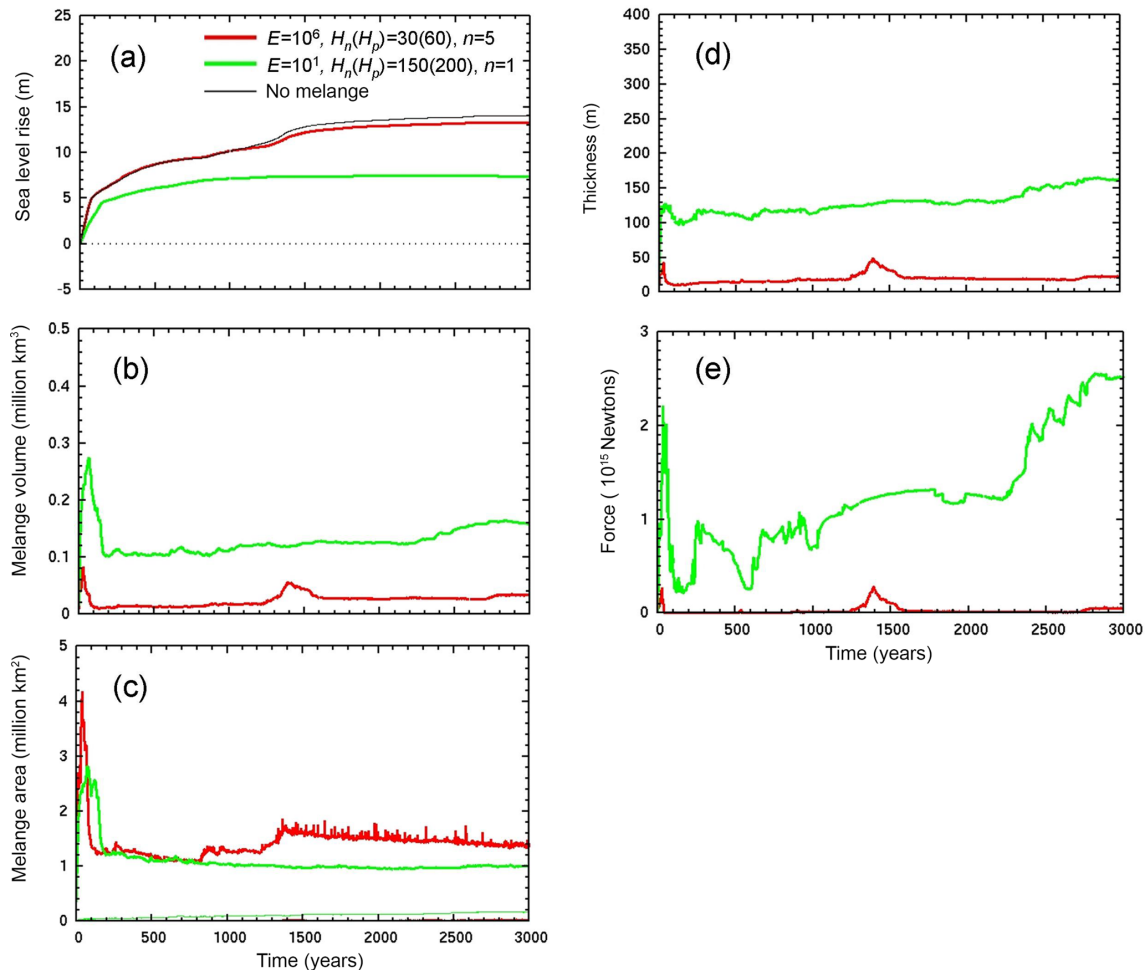 (a)
E=10⁶, Hn(Hp)=30(60), n=5
E=10¹, Hn(Hp)=150(200), n=1
No melange
Sea level rise (m)
25
20
15
10
5
0
-5
(b)
Melange volume (million km³)
0.5
0.4
0.3
0.2
0.1
0
(c)
Melange area (million km²)
5
4
3
2
1
0
0 500 1000 1500 2000 2500 3000
Time (years)
(d)
Thickness (m)
400
350
300
250
200
150
100
50
0
(e)
Force ( 10¹⁵ Newtons)
3
2
1
0
0 500 1000 1500 2000 2500 3000
Time (years)